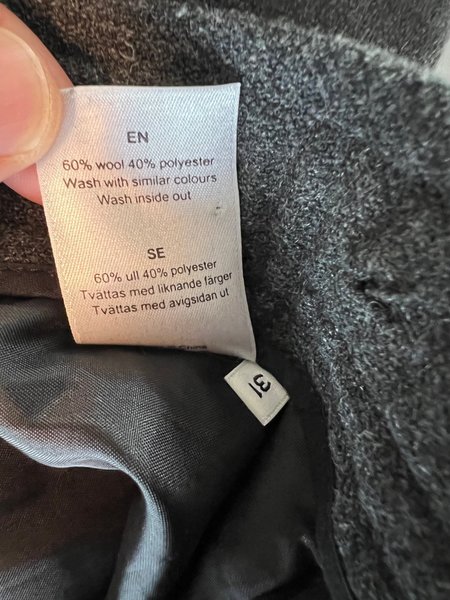 EN
60% wool 40% polyester
Wash with similar colours
Wash inside out
SE
60% ull 40% polyester
Tvättas med liknande färger
Tvättas med avigsidan ut
China
31